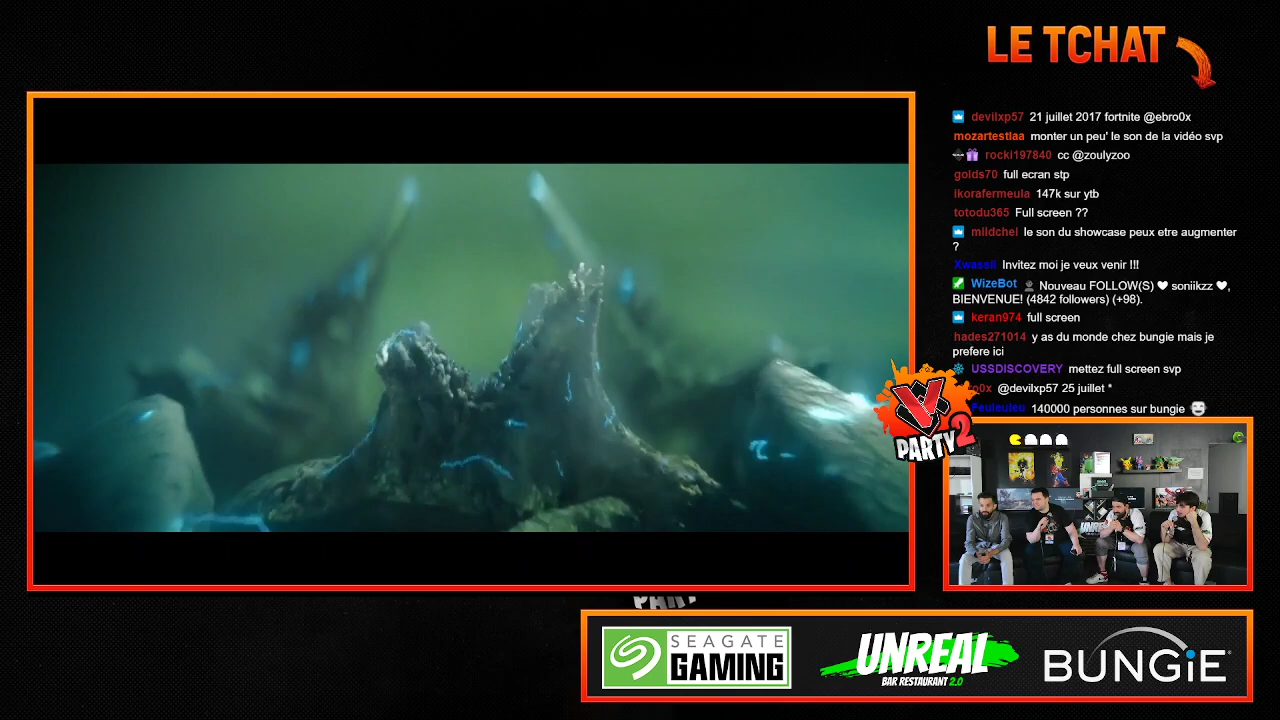 LE TCHAT
devilxp57 21 juillet 2017 fortnite @ebro0x
mozartestlaa monter un peu' le son de la vidéo svp
rocki197840 cc @zoulyzoo
golds70 full ecran stp
ikorafermeula 147k sur ytb
totodu365 Full screen ??
mildchel le son du showcase peux etre augmenter
?
Invitez moi je veux venir !!!
WizeBot Nouveau FOLLOW(S) ♥ soniikzz ♥,
BIENVENUE! (4842 followers) (+98).
keran974 full screen
hades271014 y as du monde chez bungie mais je
prefere ici
USSDISCOVERY mettez full screen svp
@devilxp57 25 juillet *
140000 personnes sur bungie
V
PARTY 2
UNREAL
PARTY
SEAGATE
GAMING
UNREAL
BAR RESTAURANT 2.0
BUNGiE